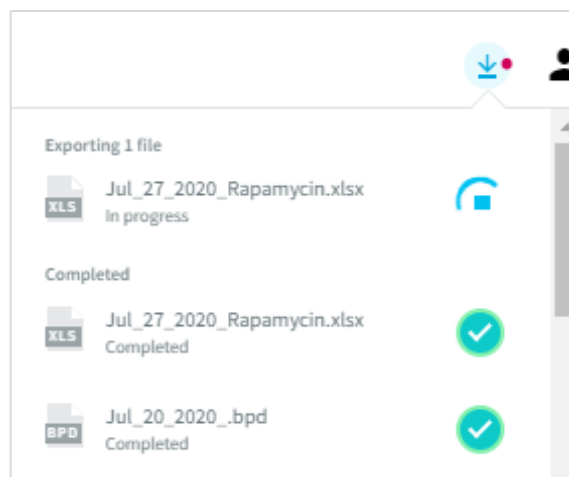 Exporting 1 file
XLS
Jul_27_2020_Rapamycin.xlsx
In progress
Completed
XLS
Jul_27_2020_Rapamycin.xlsx
Completed
BPD
Jul_20_2020_.bpd
Completed